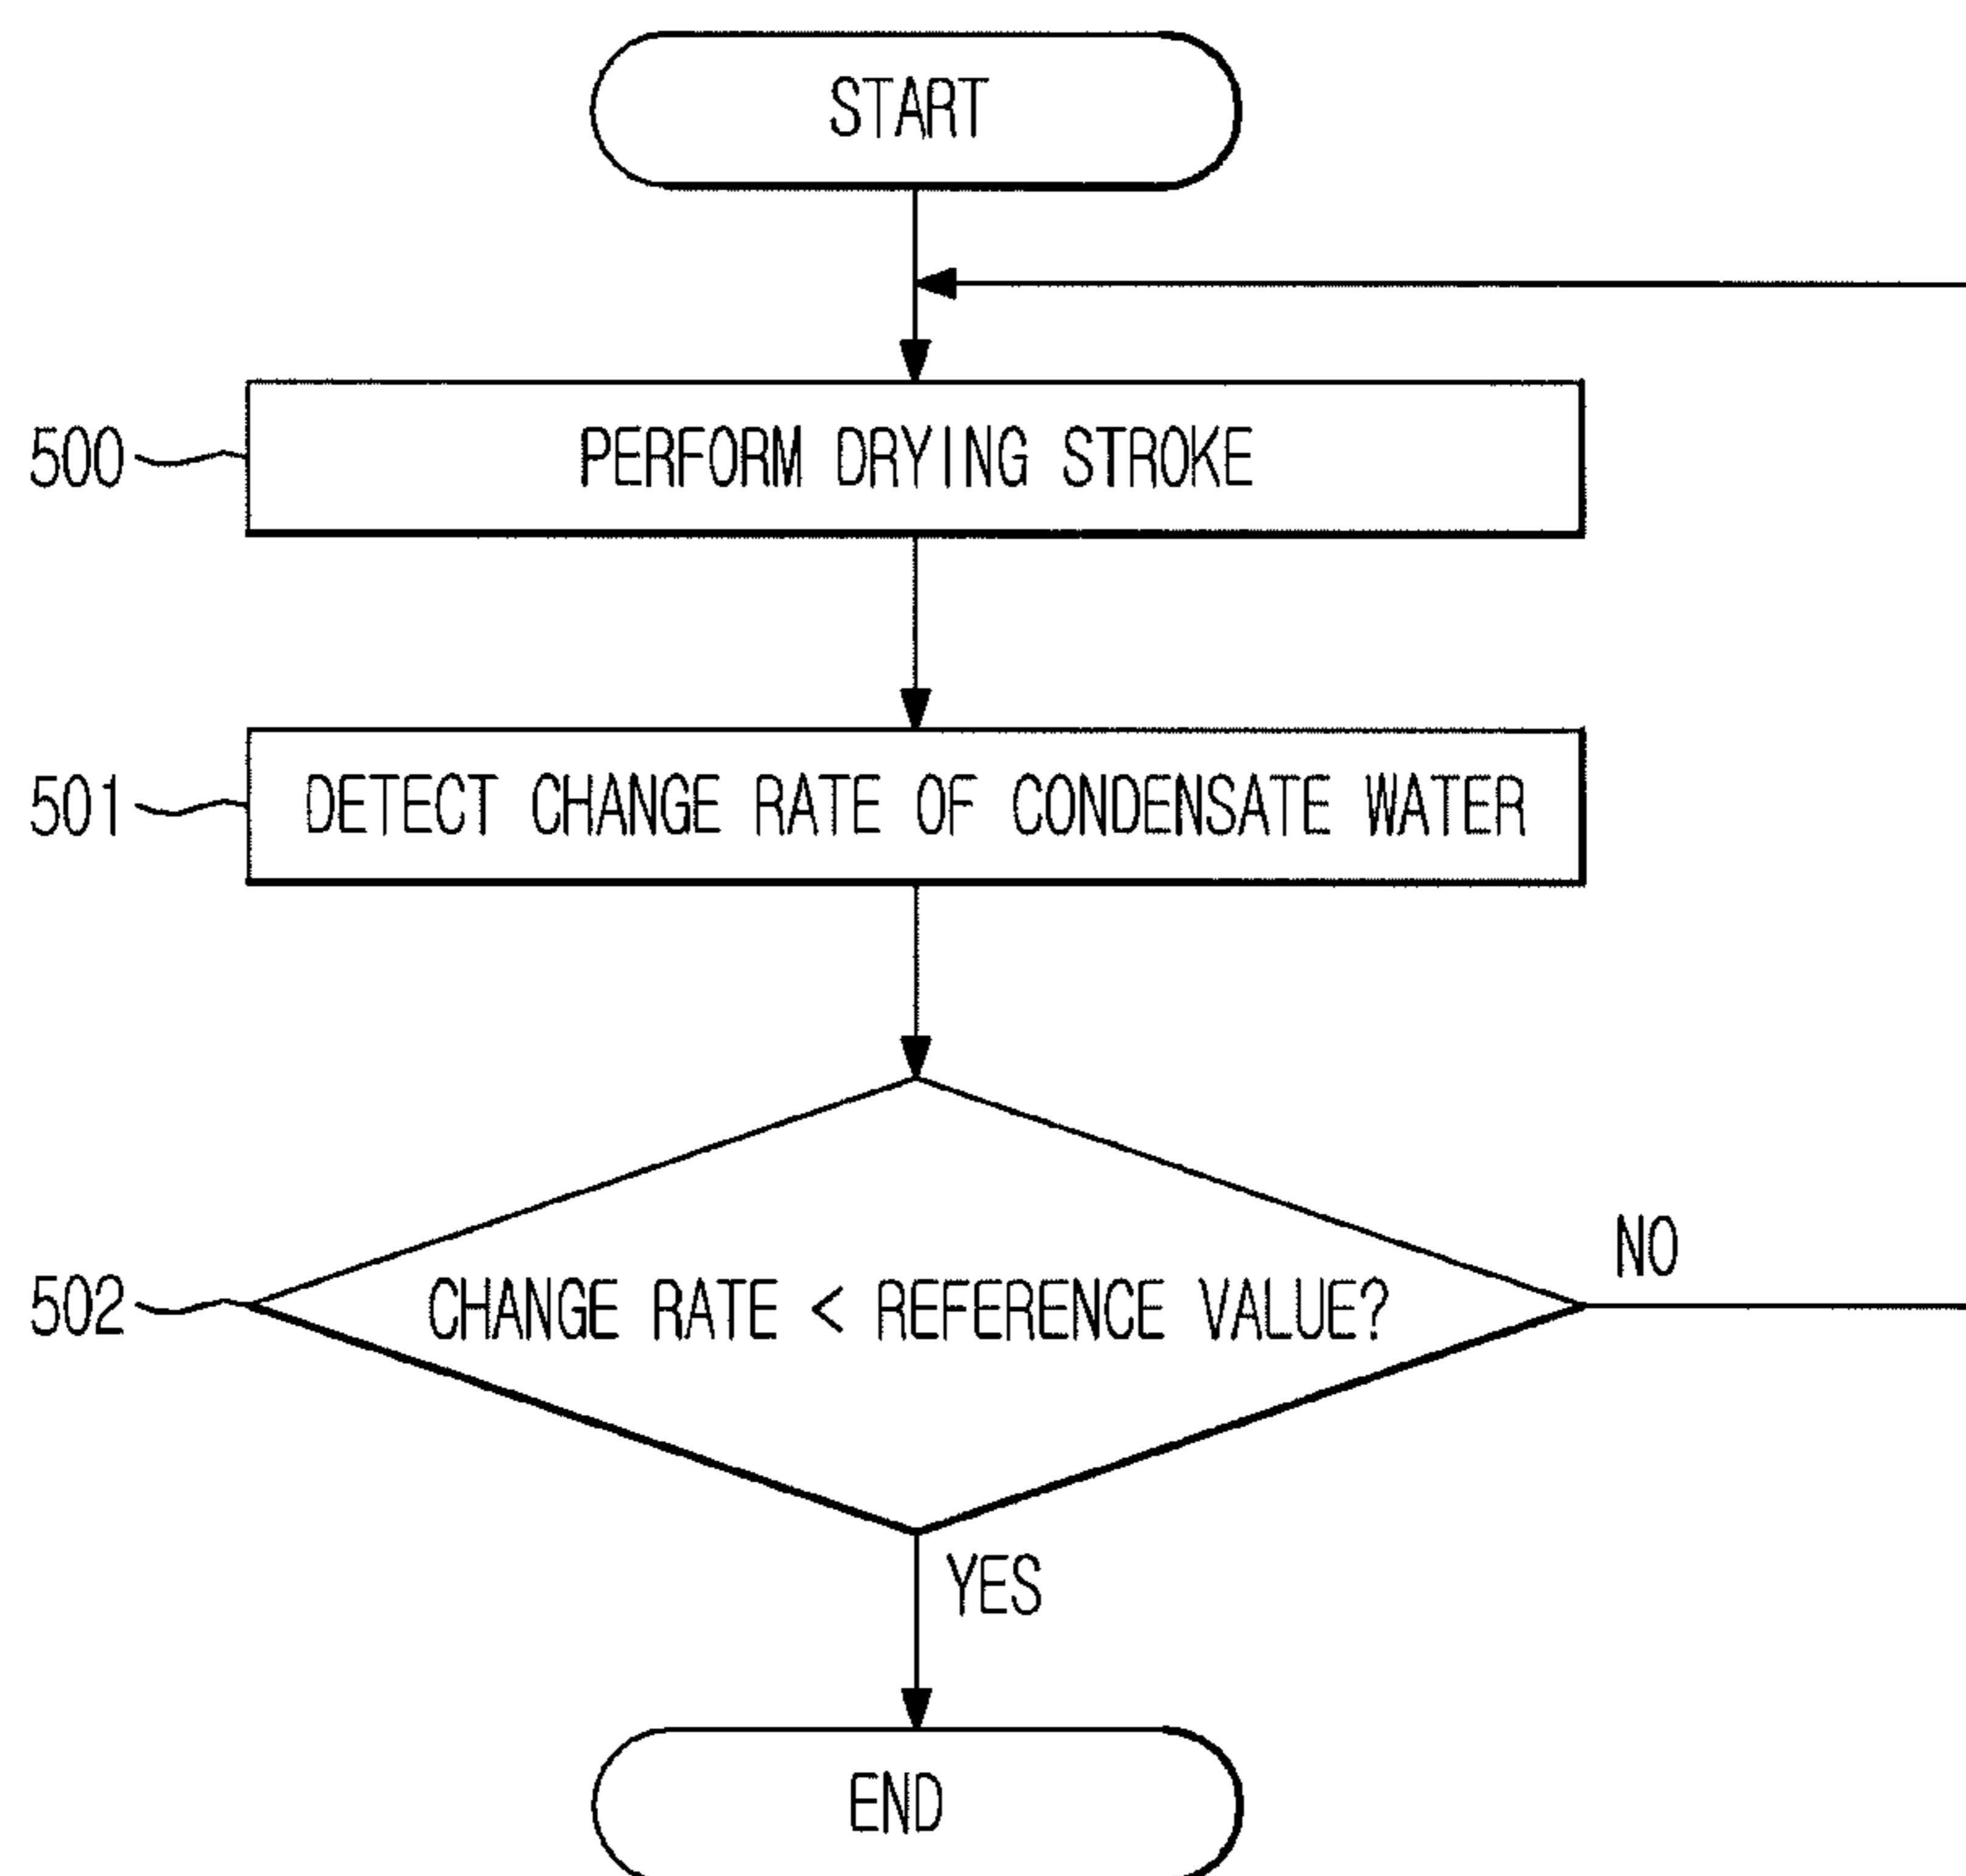 START
500
PERFORM DRYING STROKE
501
DETECT CHANGE RATE OF CONDENSATE WATER
502
CHANGE RATE < REFERENCE VALUE?
NO
YES
END